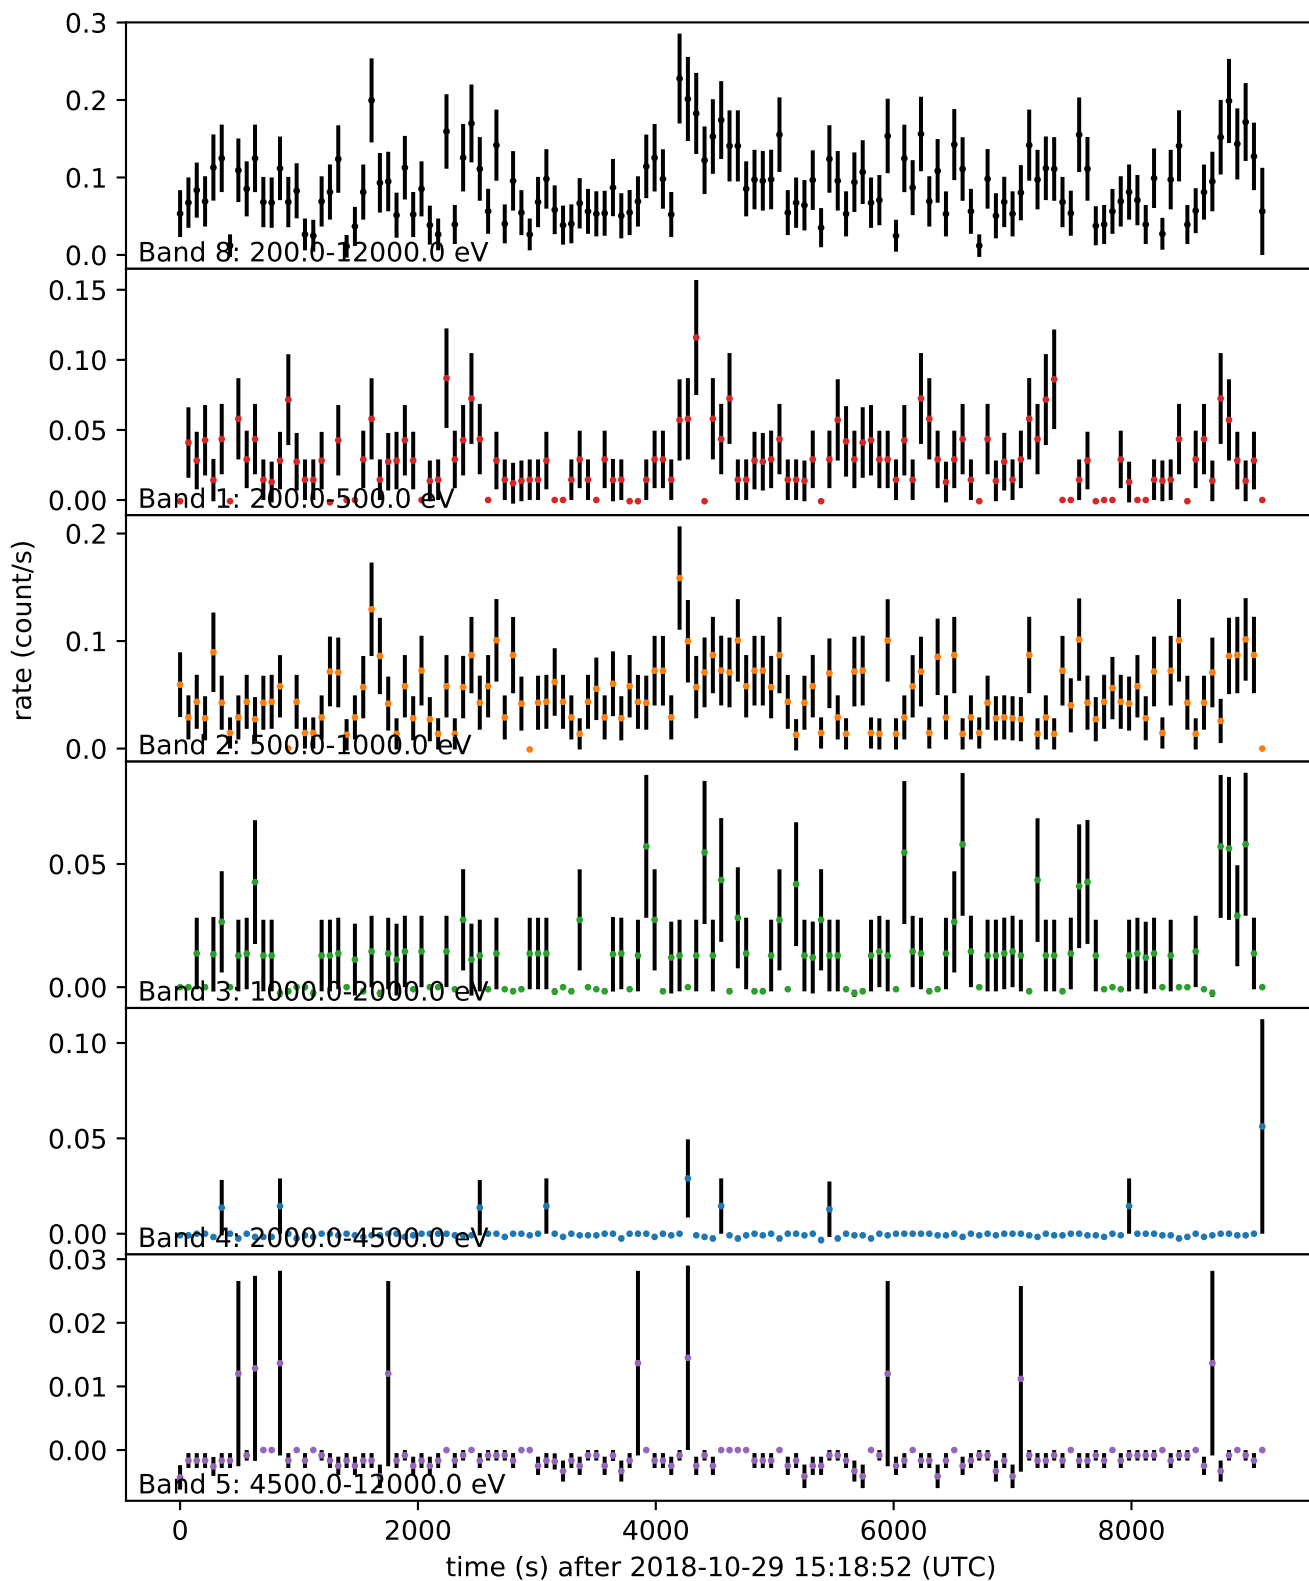 0.3
0.2
0.1
0.0
Band 8: 200.0-12000.0 eV
0.15
0.10
0.05
0.00
Band 1: 200.0-500.0 eV
0.2
0.1
0.0
Band 2: 500.0-1000.0 eV
rate (count/s)
0.05
0.00
Band 3: 1000.0-2000.0 eV
0.10
0.05
0.00
Band 4: 2000.0-4500.0 eV
0.03
0.02
0.01
0.00
Band 5: 4500.0-12000.0 eV
0 2000 4000 6000 8000
time (s) after 2018-10-29 15:18:52 (UTC)